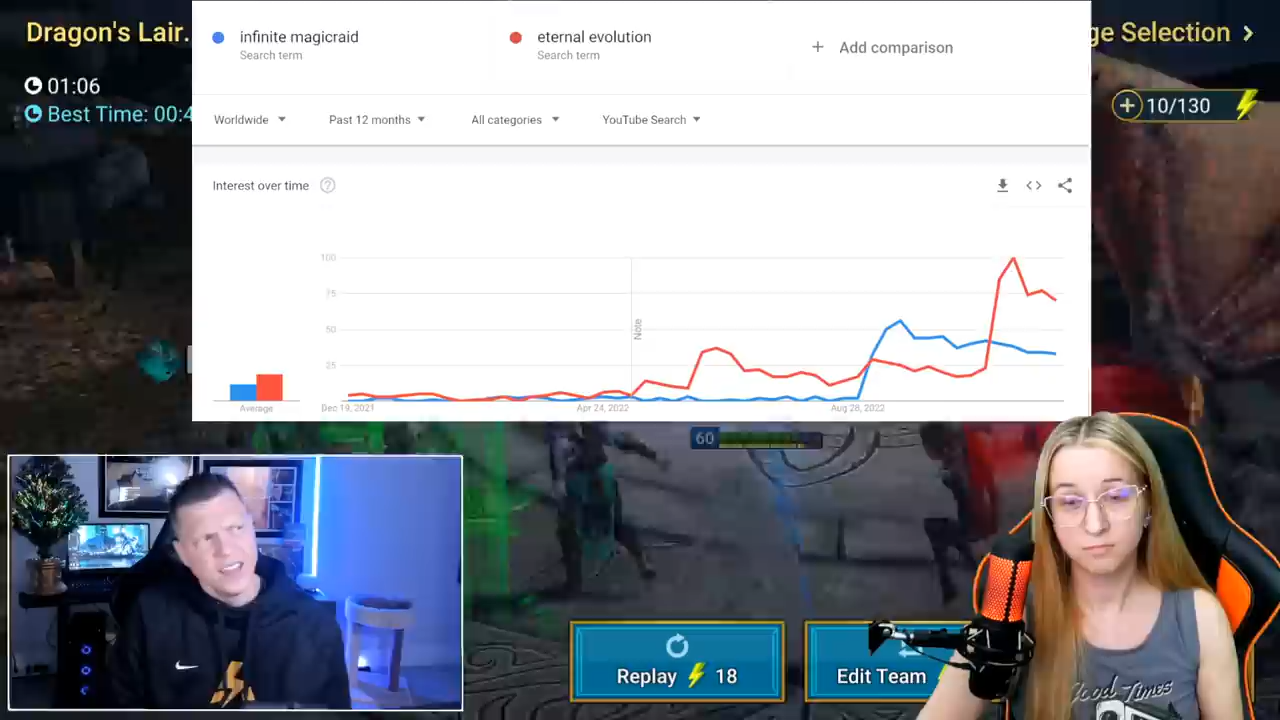 Dragon's Lair.
ge Selection >
01:06
Best Time: 00:4
10/130
infinite magicraid
Search term
eternal evolution
Search term
+ Add comparison
Worldwide
Past 12 months
All categories
YouTube Search
Interest over time
100
75
50
25
Note
Average
Dec 19, 2021
Apr 24, 2022
Aug 28, 2022
60
Replay 18
Edit Team
Good Times